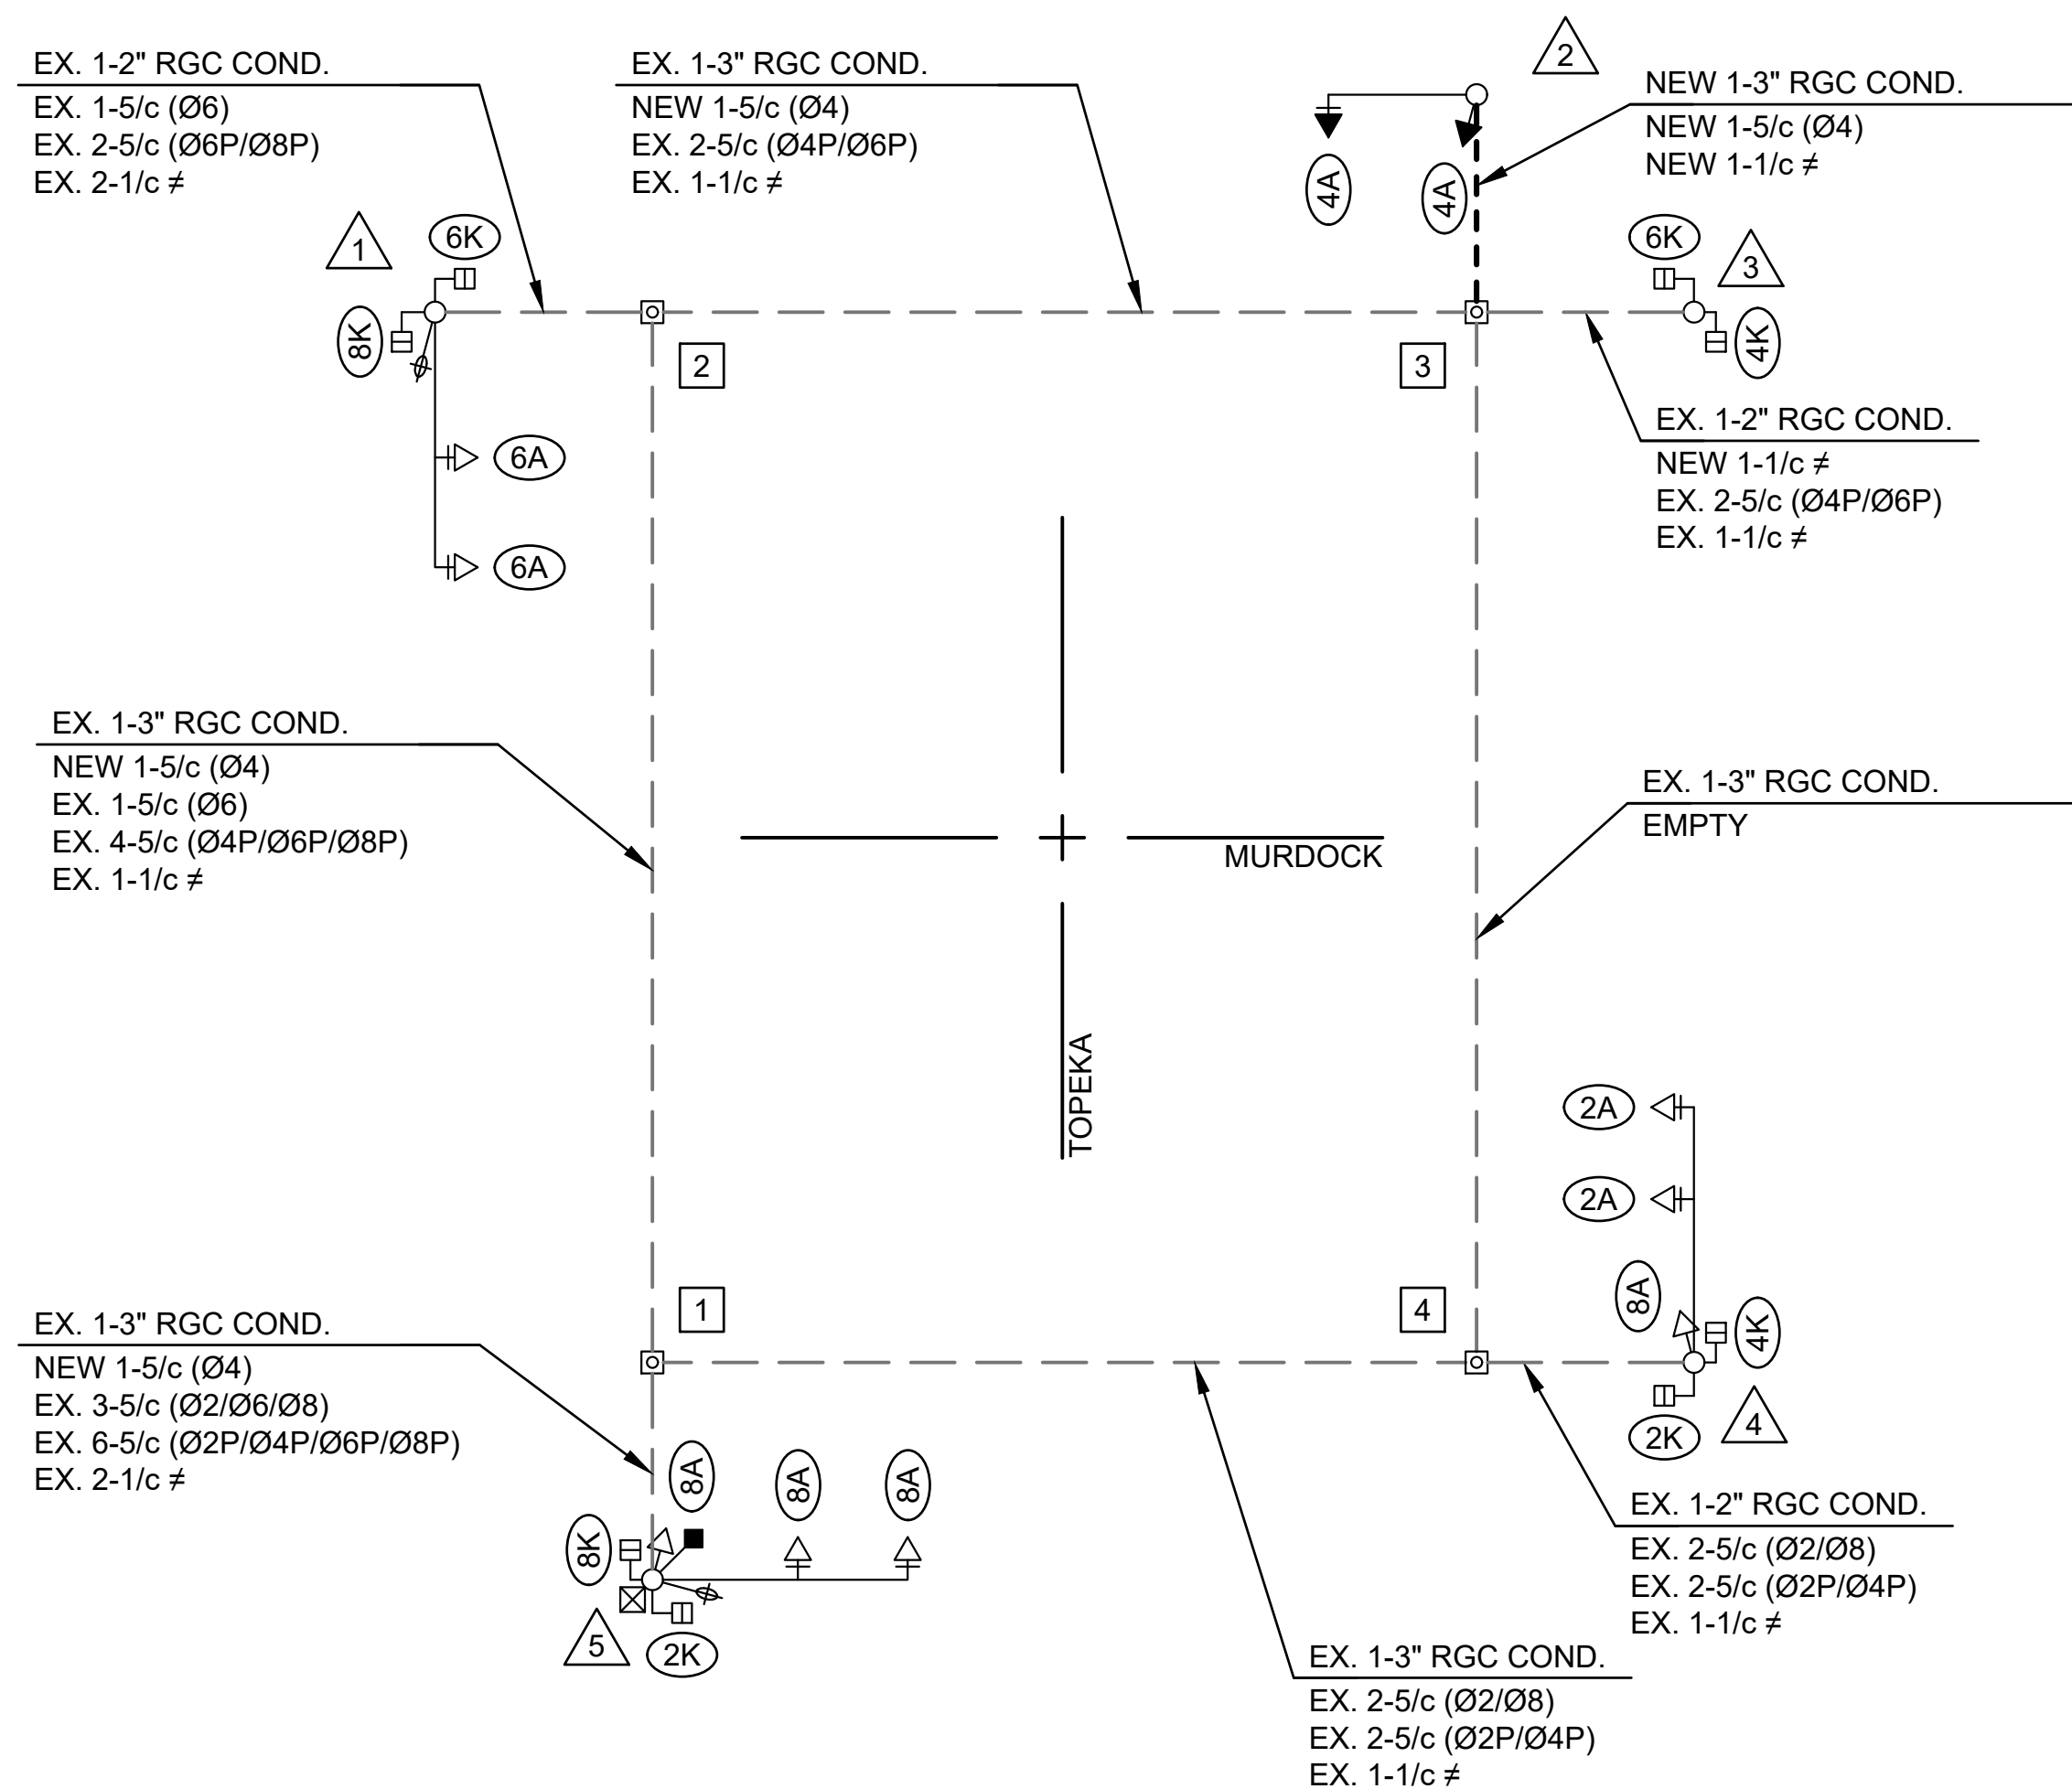 EX. 1-2" RGC COND.
EX. 1-5/c (Ø6)
EX. 2-5/c (Ø6P/Ø8P)
EX. 2-1/c ≠
EX. 1-3" RGC COND.
NEW 1-5/c (Ø4)
EX. 2-5/c (Ø4P/Ø6P)
EX. 1-1/c ≠
2
NEW 1-3" RGC COND.
NEW 1-5/c (Ø4)
NEW 1-1/c ≠
4A
4A
1
6K
8K
6K
3
4K
2
3
EX. 1-2" RGC COND.
NEW 1-1/c ≠
EX. 2-5/c (Ø4P/Ø6P)
EX. 1-1/c ≠
6A
6A
EX. 1-3" RGC COND.
NEW 1-5/c (Ø4)
EX. 1-5/c (Ø6)
EX. 4-5/c (Ø4P/Ø6P/Ø8P)
EX. 1-1/c ≠
MURDOCK
TOPEKA
EX. 1-3" RGC COND.
EMPTY
2A
2A
8A
4K
1
4
2K
4
EX. 1-3" RGC COND.
NEW 1-5/c (Ø4)
EX. 3-5/c (Ø2/Ø6/Ø8)
EX. 6-5/c (Ø2P/Ø4P/Ø6P/Ø8P)
EX. 2-1/c ≠
8A
8A
8A
8K
5
2K
EX. 1-2" RGC COND.
EX. 2-5/c (Ø2/Ø8)
EX. 2-5/c (Ø2P/Ø4P)
EX. 1-1/c ≠
EX. 1-3" RGC COND.
EX. 2-5/c (Ø2/Ø8)
EX. 2-5/c (Ø2P/Ø4P)
EX. 1-1/c ≠